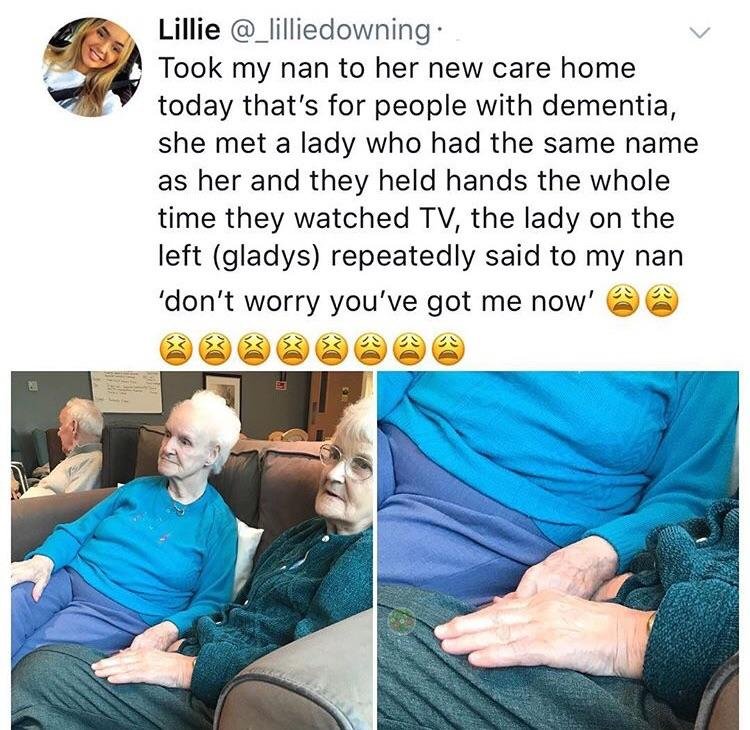 Lillie @_lilliedowning·
Took my nan to her new care home
today that's for people with dementia,
she met a lady who had the same name
as her and they held hands the whole
time they watched TV, the lady on the
left (gladys) repeatedly said to my nan
'don't worry you've got me now' 😩😩
😫😫😫😫😫😩😩😩